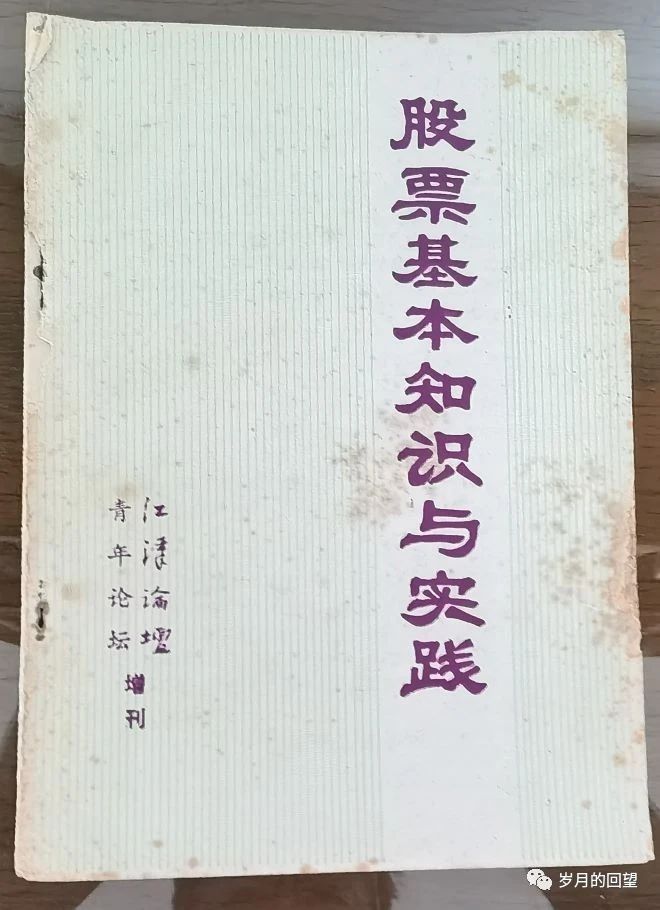 股票基本知识与实践
江淮论壇
青年论坛
增刊
岁月的回望